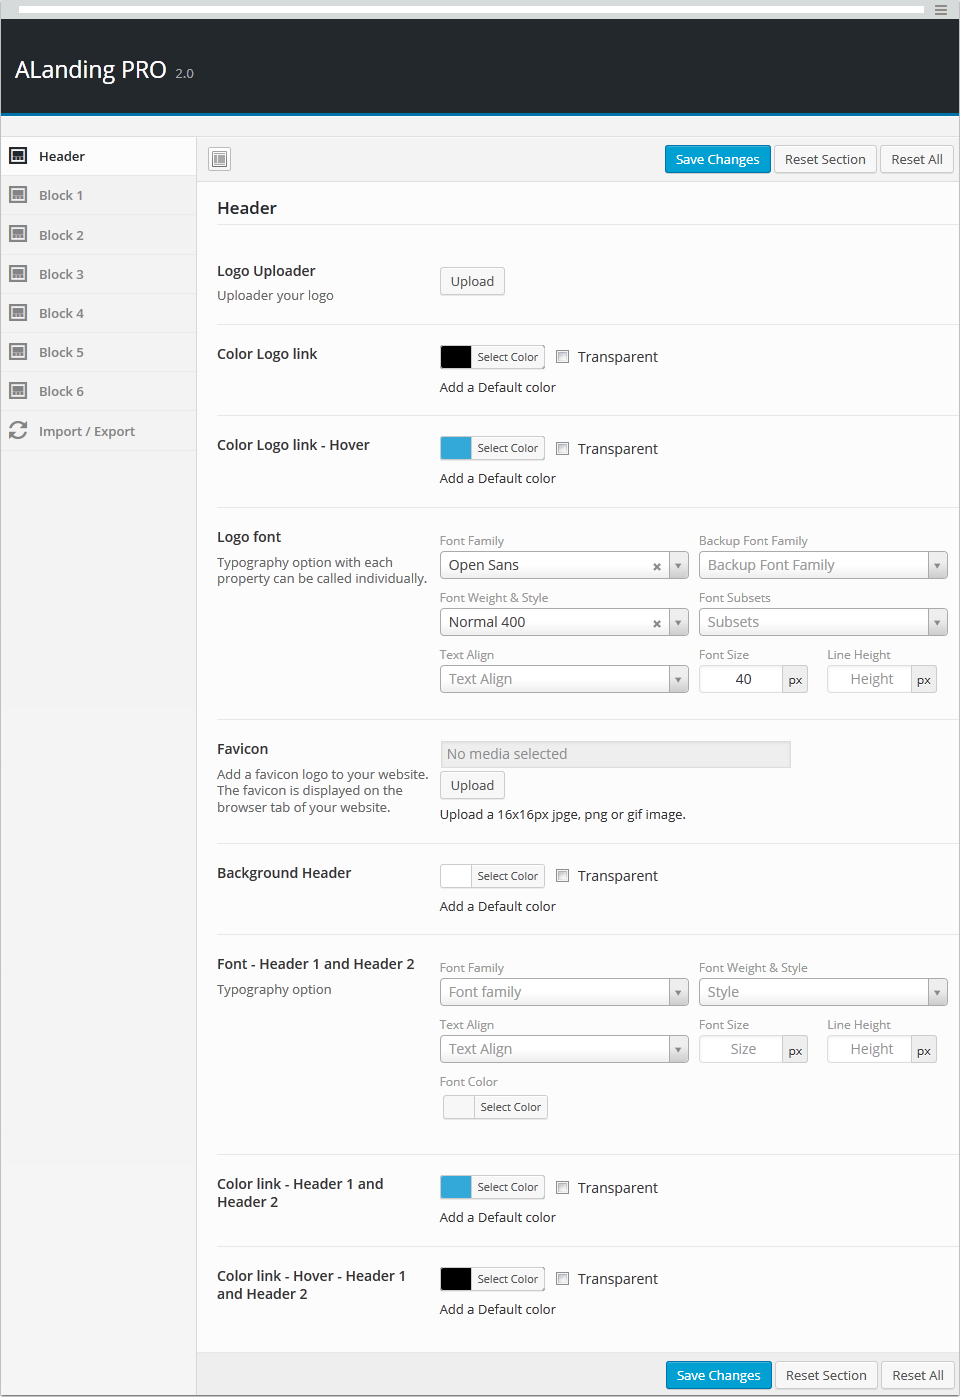 ALanding PRO 2.0
Header
Block 1
Block 2
Block 3
Block 4
Block 5
Block 6
Import / Export
Save Changes Reset Section Reset All
Header
Logo Uploader
Uploader your logo
Upload
Color Logo link
Select Color Transparent
Add a Default color
Color Logo link - Hover
Select Color Transparent
Add a Default color
Logo font
Typography option with each
property can be called individually.
Font Family Backup Font Family
Open Sans Backup Font Family
Font Weight & Style Font Subsets
Normal 400 Subsets
Text Align Font Size Line Height
Text Align 40 px Height px
Favicon
Add a favicon logo to your website.
The favicon is displayed on the
browser tab of your website.
No media selected
Upload
Upload a 16x16px jpge, png or gif image.
Background Header
Select Color Transparent
Add a Default color
Font - Header 1 and Header 2
Typography option
Font Family Font Weight & Style
Font family Style
Text Align Font Size Line Height
Text Align Size px Height px
Font Color
Select Color
Color link - Header 1 and
Header 2
Select Color Transparent
Add a Default color
Color link - Hover - Header 1
and Header 2
Select Color Transparent
Add a Default color
Save Changes Reset Section Reset All